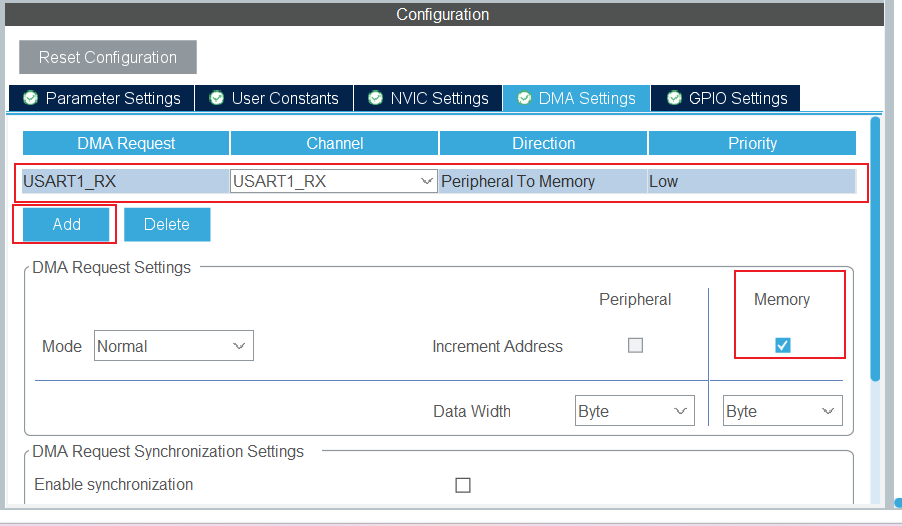 Configuration
Reset Configuration
Parameter Settings User Constants NVIC Settings DMA Settings GPIO Settings
DMA Request Channel Direction Priority
USART1_RX USART1_RX Peripheral To Memory Low
Add Delete
DMA Request Settings
Peripheral Memory
Mode Normal Increment Address
Data Width Byte Byte
DMA Request Synchronization Settings
Enable synchronization